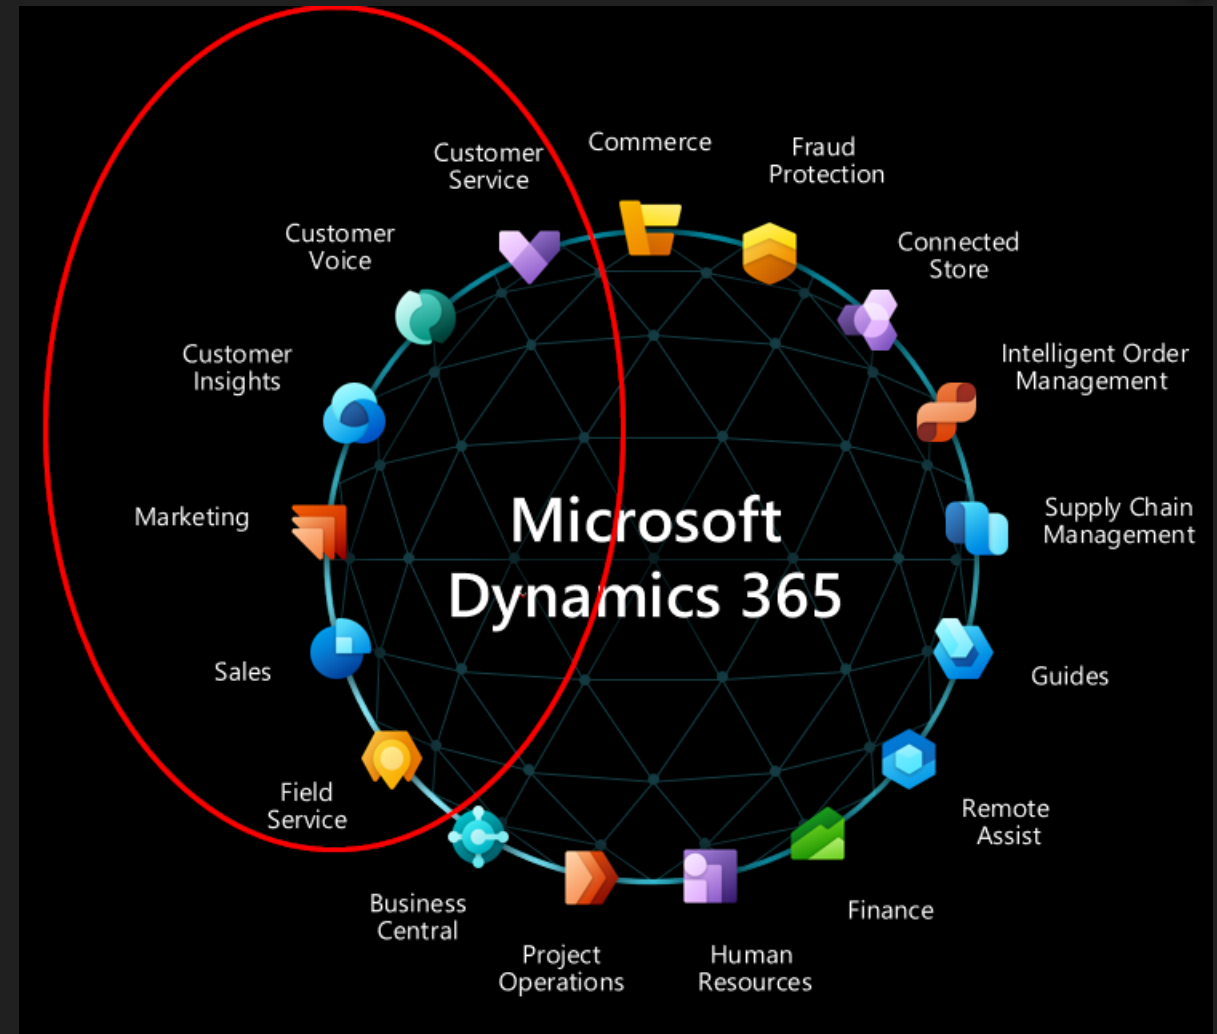 Commerce
Fraud
Protection
Customer
Service
Connected
Store
Customer
Voice
Intelligent Order
Management
Customer
Insights
Supply Chain
Management
Marketing
Microsoft
Dynamics 365
Guides
Sales
Remote
Assist
Field
Service
Finance
Business
Central
Human
Resources
Project
Operations